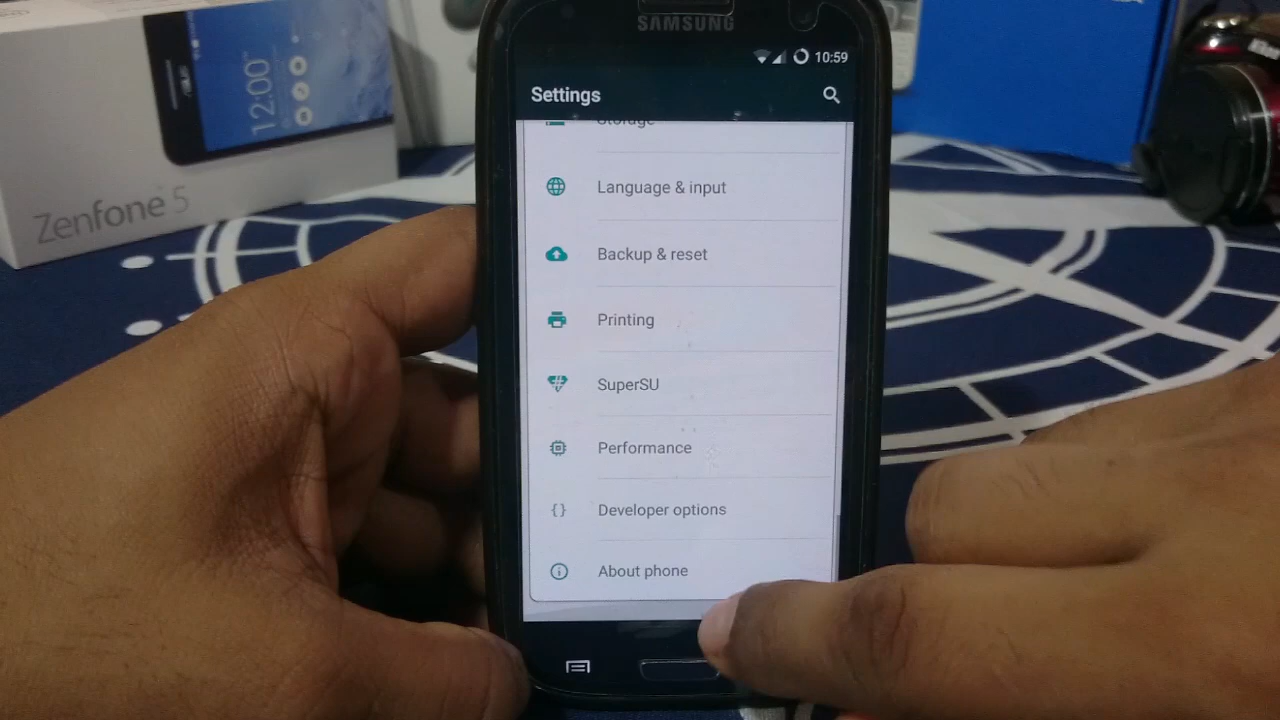 SAMSUNG
10:59
Settings
Storage
Language & input
Backup & reset
Printing
SuperSU
Performance
Developer options
About phone
12:00
Zenfone 5